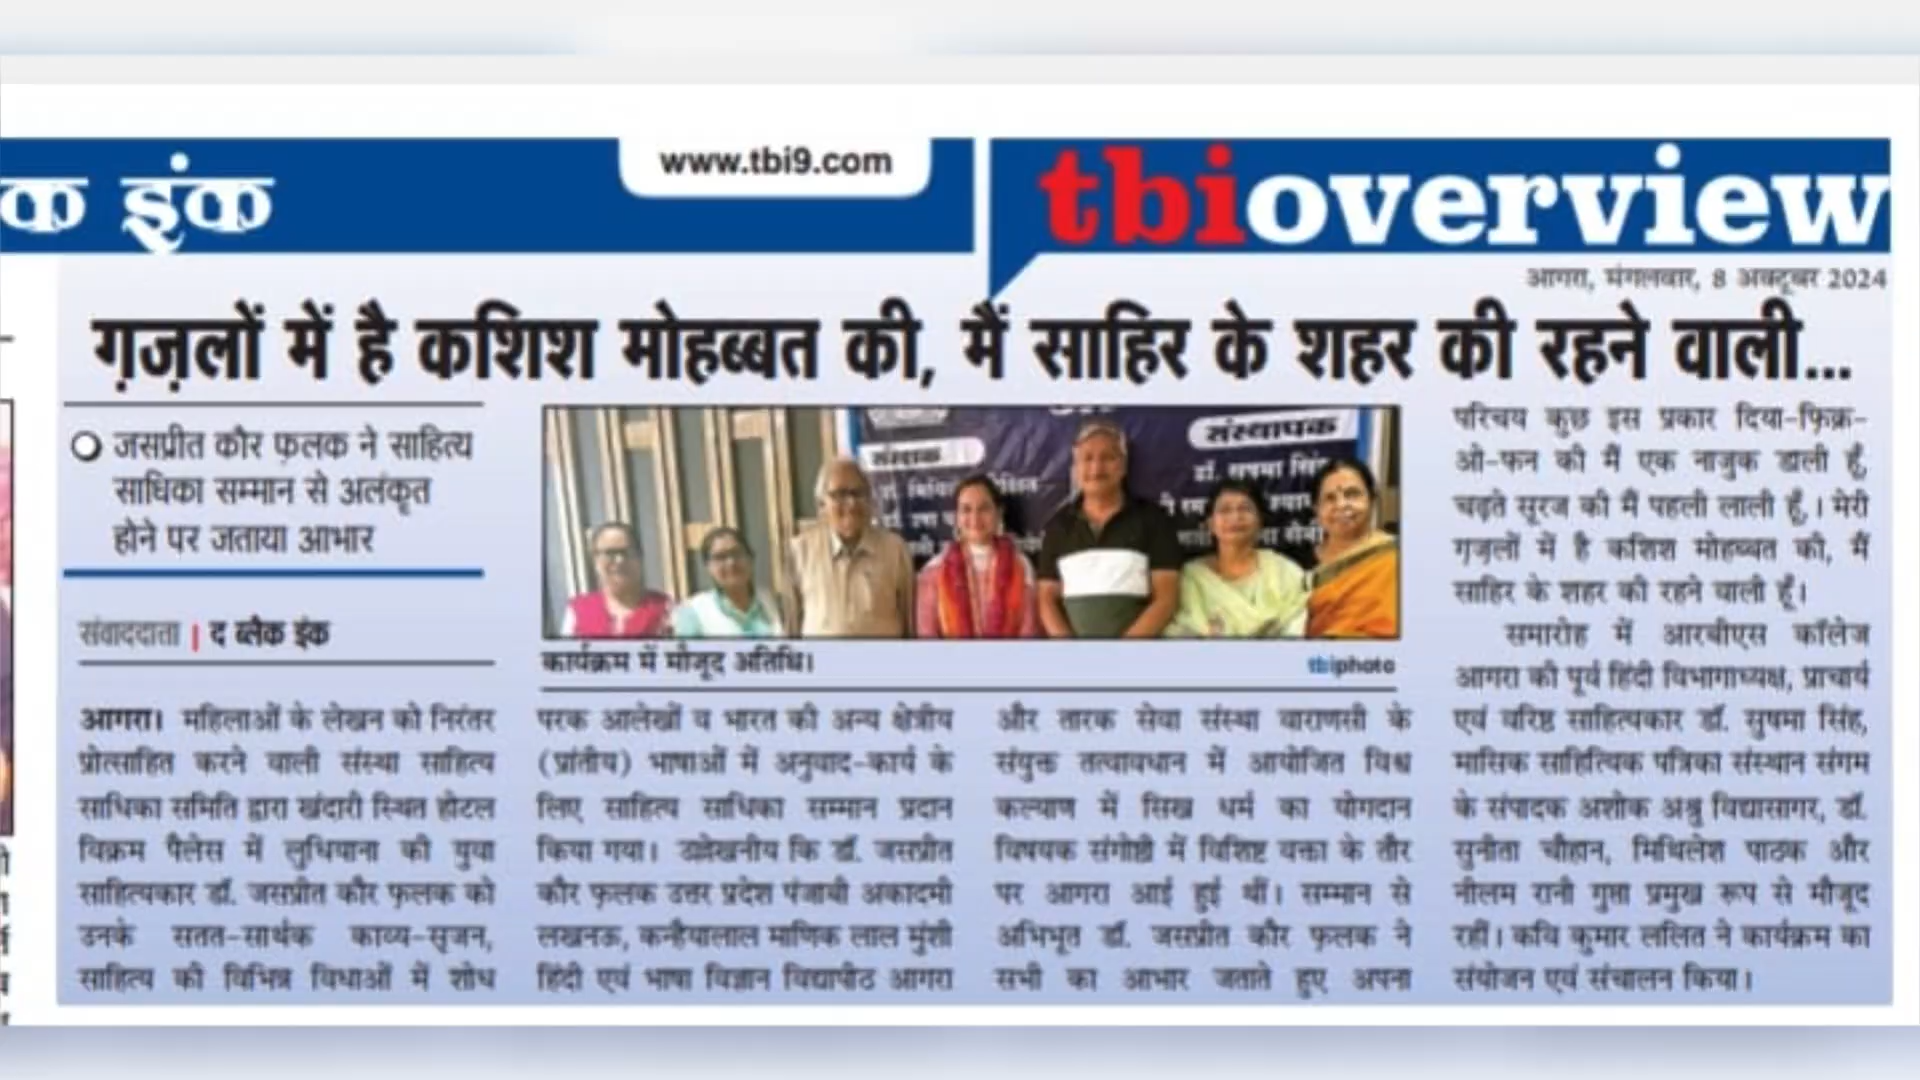 क इंक
www.tbi9.com
tbioverview
आगरा, मंगलवार, 8 अक्टूबर 2024
ग़ज़लों में है कशिश मोहब्बत की, मैं साहिर के शहर की रहने वाली...
जसप्रीत कौर फ़लक ने साहित्य
साधिका सम्मान से अलंकृत
होने पर जताया आभार
संवाददाता | द ब्लैक इंक
आगरा। महिलाओं के लेखन को निरंतर
प्रोत्साहित करने वाली संस्था साहित्य
साधिका समिति द्वारा खंदारी स्थित होटल
विक्रम पैलेस में लुधियाना की युवा
साहित्यकार डॉ. जसप्रीत कौर फ़लक को
उनके सतत-सार्थक काव्य-सृजन,
साहित्य की विभिन्न विधाओं में शोध
संस्थापक
डॉ. सुषमा सिंह
कार्यक्रम में मौजूद अतिथि।
tbiphoto
परक आलेखों व भारत की अन्य क्षेत्रीय
(प्रांतीय) भाषाओं में अनुवाद-कार्य के
लिए साहित्य साधिका सम्मान प्रदान
किया गया। उल्लेखनीय कि डॉ. जसप्रीत
कौर फ़लक उत्तर प्रदेश पंजाबी अकादमी
लखनऊ, कन्हैयालाल माणिक लाल मुंशी
हिंदी एवं भाषा विज्ञान विद्यापीठ आगरा
और तारक सेवा संस्था वाराणसी के
संयुक्त तत्वावधान में आयोजित विश्व
कल्याण में सिख धर्म का योगदान
विषयक संगोष्ठी में विशिष्ट वक्ता के तौर
पर आगरा आई हुई थीं। सम्मान से
अभिभूत डॉ. जसप्रीत कौर फ़लक ने
सभी का आभार जताते हुए अपना
परिचय कुछ इस प्रकार दिया-फ़िक्र-
ओ-फन की मैं एक नाजुक डाली हूँ,
चढ़ते सूरज की मैं पहली लाली हूँ,। मेरी
ग़ज़लों में है कशिश मोहब्बत की, मैं
साहिर के शहर की रहने वाली हूँ।
समारोह में आरबीएस कॉलेज
आगरा की पूर्व हिंदी विभागाध्यक्ष, प्राचार्य
एवं वरिष्ठ साहित्यकार डॉ. सुषमा सिंह,
मासिक साहित्यिक पत्रिका संस्थान संगम
के संपादक अशोक अश्रु विद्यासागर, डॉ.
सुनीता चौहान, मिथिलेश पाठक और
नीलम रानी गुप्ता प्रमुख रूप से मौजूद
रहीं। कवि कुमार ललित ने कार्यक्रम का
संयोजन एवं संचालन किया।